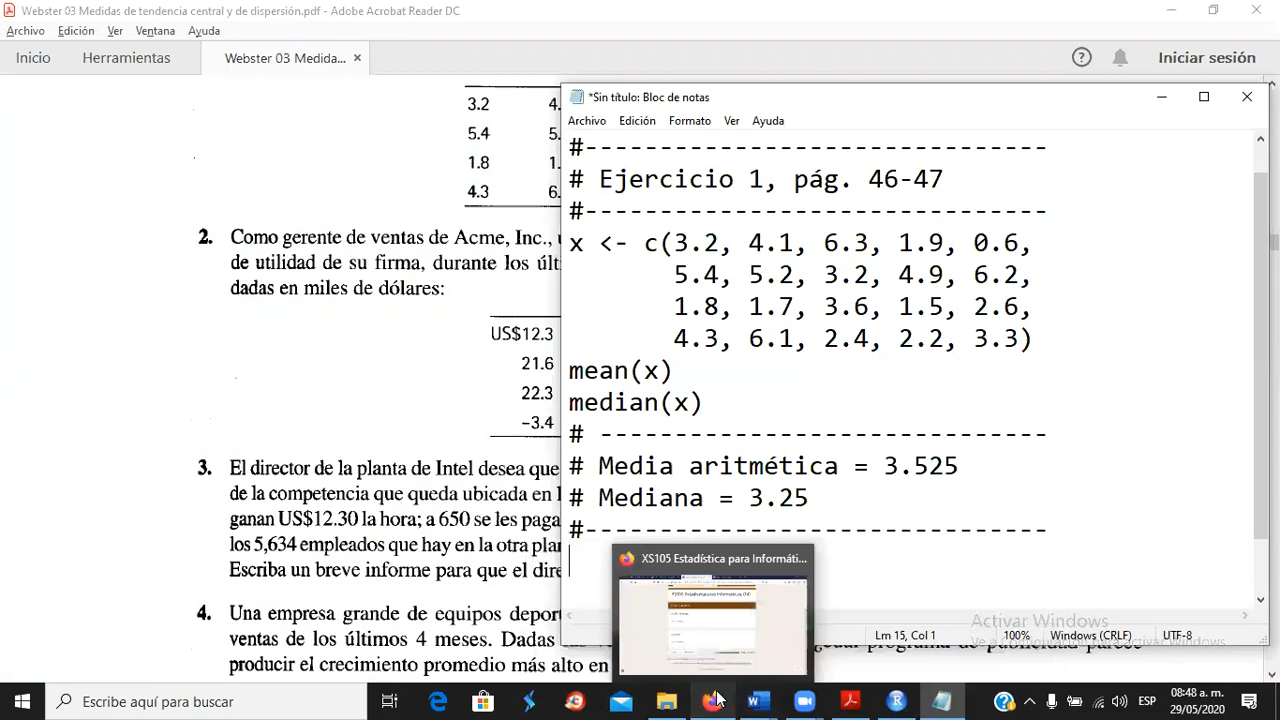 Webster 03 Medidas de tendencia central y de dispersión.pdf - Adobe Acrobat Reader DC
Archivo Edición Ver Ventana Ayuda
Inicio Herramientas Webster 03 Medida... × Iniciar sesión
3.2 4.
5.4 5.
1.8 1.
4.3 6.
2. Como gerente de ventas de Acme, Inc.,
de utilidad de su firma, durante los últi
dadas en miles de dólares:
US$12.3
21.6
22.3
−3.4
3. El director de la planta de Intel desea que
de la competencia que queda ubicada en
ganan US$12.30 la hora; a 650 se les paga
los 5,634 empleados que hay en la otra plan
Escriba un breve informe para que el dire
4. Una empresa grande de equipos deport
ventas de los últimos 4 meses. Dadas
producir el crecimiento promedio más alto en
*Sin título: Bloc de notas
Archivo Edición Formato Ver Ayuda
#-------------------------------
# Ejercicio 1, pág. 46-47
#-------------------------------
x <- c(3.2, 4.1, 6.3, 1.9, 0.6,
5.4, 5.2, 3.2, 4.9, 6.2,
1.8, 1.7, 3.6, 1.5, 2.6,
4.3, 6.1, 2.4, 2.2, 3.3)
mean(x)
median(x)
# ------------------------------
# Media aritmética = 3.525
# Mediana = 3.25
#-------------------------------
XS105 Estadística para Informáti...
Activar Windows
Ln 15, Col 1 100% Windows (CRLF) UTF-8
Escribe aquí para buscar
ESP
29/05/2020